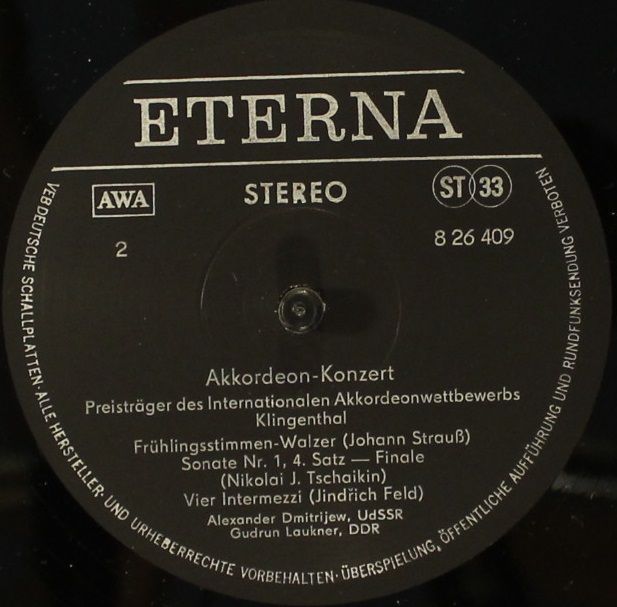 ETERNA
AWA
STEREO
ST 33
2
8 26 409
Akkordeon-Konzert
Preisträger des Internationalen Akkordeonwettbewerbs
Klingenthal
Frühlingsstimmen-Walzer (Johann Strauß)
Sonate Nr. 1, 4. Satz — Finale
(Nikolai J. Tschaikin)
Vier Intermezzi (Jindřich Feld)
Alexander Dmitrijew, UdSSR
Gudrun Laukner, DDR
VEB DEUTSCHE SCHALLPLATTEN · ALLE HERSTELLER- UND URHEBERRECHTE VORBEHALTEN · ÜBERSPIELUNG, ÖFFENTLICHE AUFFÜHRUNG UND RUNDFUNKSENDUNG VERBOTEN